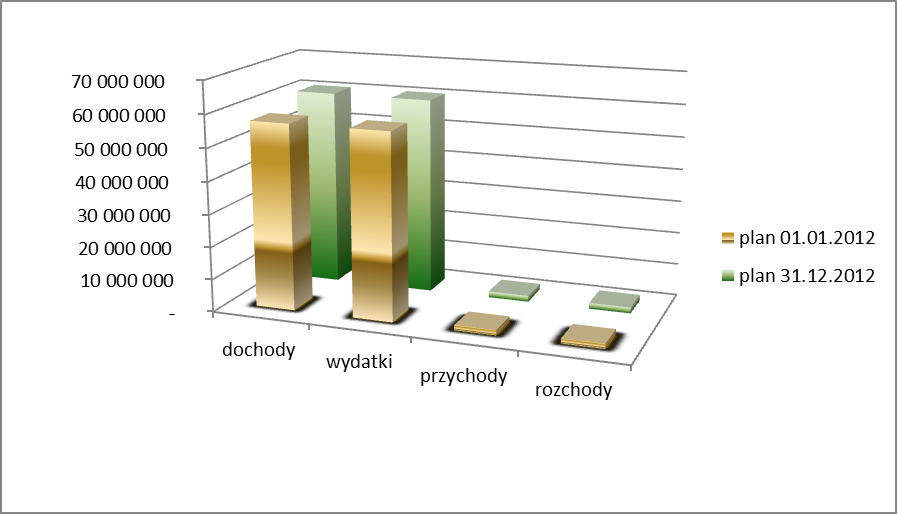 70 000 000
60 000 000
50 000 000
40 000 000
30 000 000
20 000 000
10 000 000
-
dochody
wydatki
przychody
rozchody
plan 01.01.2012
plan 31.12.2012